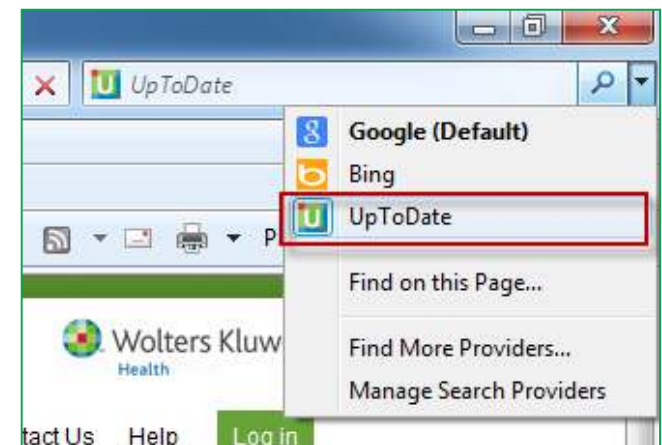 UpToDate
Google (Default)
Bing
UpToDate
P
Find on this Page...
Wolters Kluw
Health
Find More Providers...
Manage Search Providers
tact Us Help Log in